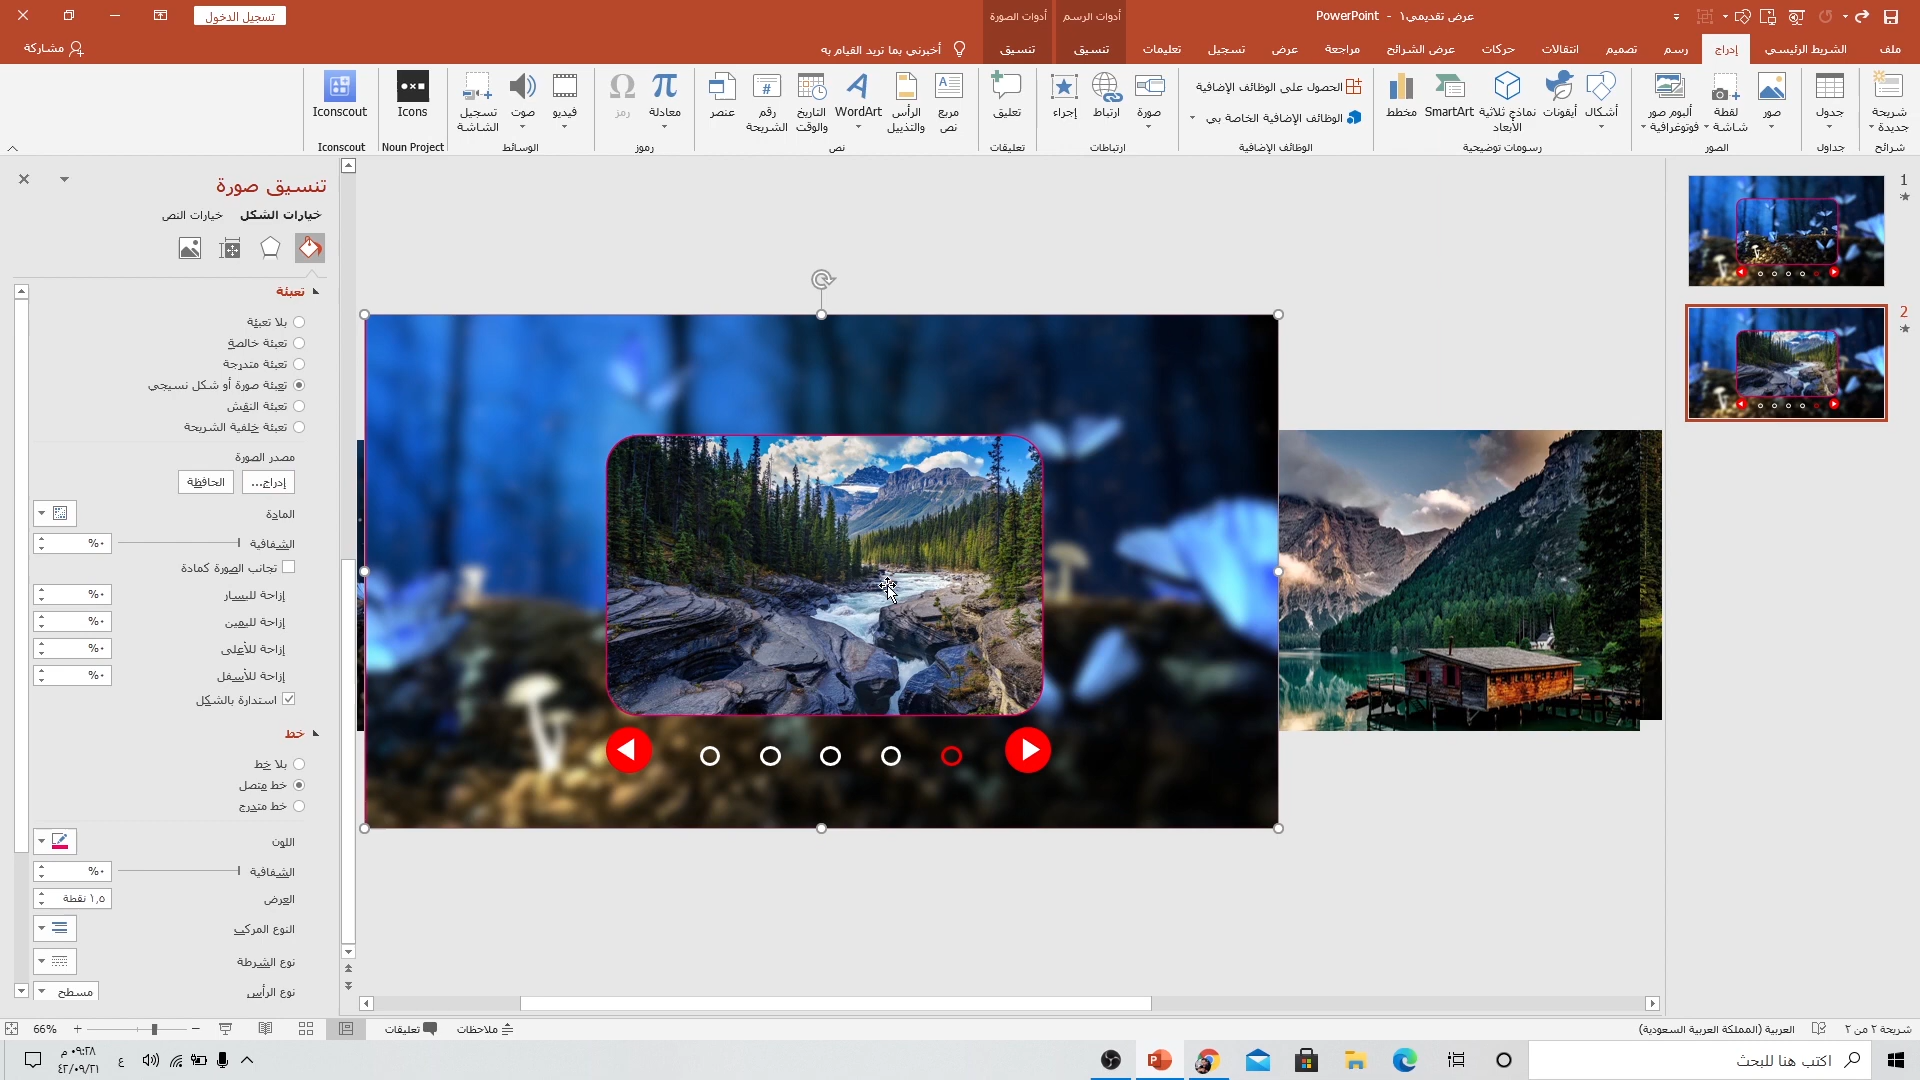 عرض تقديمي١ - PowerPoint
أدوات الرسم
أدوات الصورة
تسجيل الدخول
ملف
الشريط الرئيسي
إدراج
رسم
تصميم
انتقالات
حركات
عرض الشرائح
مراجعة
عرض
تسجيل
تعليمات
تنسيق
تنسيق
أخبرني بما تريد القيام به
مشاركة
شريحة جديدة
جدول
صور
لقطة شاشة
ألبوم صور فوتوغرافية
أشكال
أيقونات
نماذج ثلاثية الأبعاد
SmartArt
مخطط
الحصول على الوظائف الإضافية
الوظائف الإضافية الخاصة بي
صورة
ارتباط
إجراء
تعليق
مربع نص
الرأس والتذييل
WordArt
التاريخ والوقت
رقم الشريحة
عنصر
معادلة
رمز
فيديو
صوت
تسجيل الشاشة
Icons
Iconscout
شرائح
جداول
الصور
رسومات توضيحية
الوظائف الإضافية
ارتباطات
تعليقات
نص
رموز
الوسائط
Noun Project
Iconscout
1
2
تنسيق صورة
خيارات الشكل
خيارات النص
تعبئة
بلا تعبئة
تعبئة خالصة
تعبئة متدرجة
تعبئة صورة أو شكل نسيجي
تعبئة النقش
تعبئة خلفية الشريحة
مصدر الصورة
إدراج...
الحافظة
المادة
الشفافية
٠%
تجانب الصورة كمادة
إزاحة لليسار
٠%
إزاحة لليمين
٠%
إزاحة للأعلى
٠%
إزاحة للأسفل
٠%
استدارة بالشكل
خط
بلا خط
خط متصل
خط متدرج
اللون
الشفافية
٠%
العرض
١,٥ نقطة
النوع المركب
نوع الشرطة
نوع الرأس
مسطح
شريحة ٢ من ٢
العربية (المملكة العربية السعودية)
ملاحظات
تعليقات
66%
اكتب هنا للبحث
ع
٠٩:٢٨ م
٤٢/٠٩/٢١